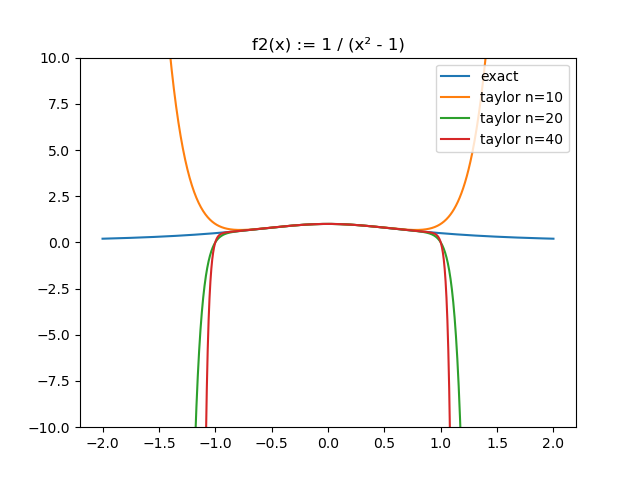 f2(x) := 1 / (x² - 1)
exact
taylor n=10
taylor n=20
taylor n=40
10.0
7.5
5.0
2.5
0.0
−2.5
−5.0
−7.5
−10.0
−2.0 −1.5 −1.0 −0.5 0.0 0.5 1.0 1.5 2.0